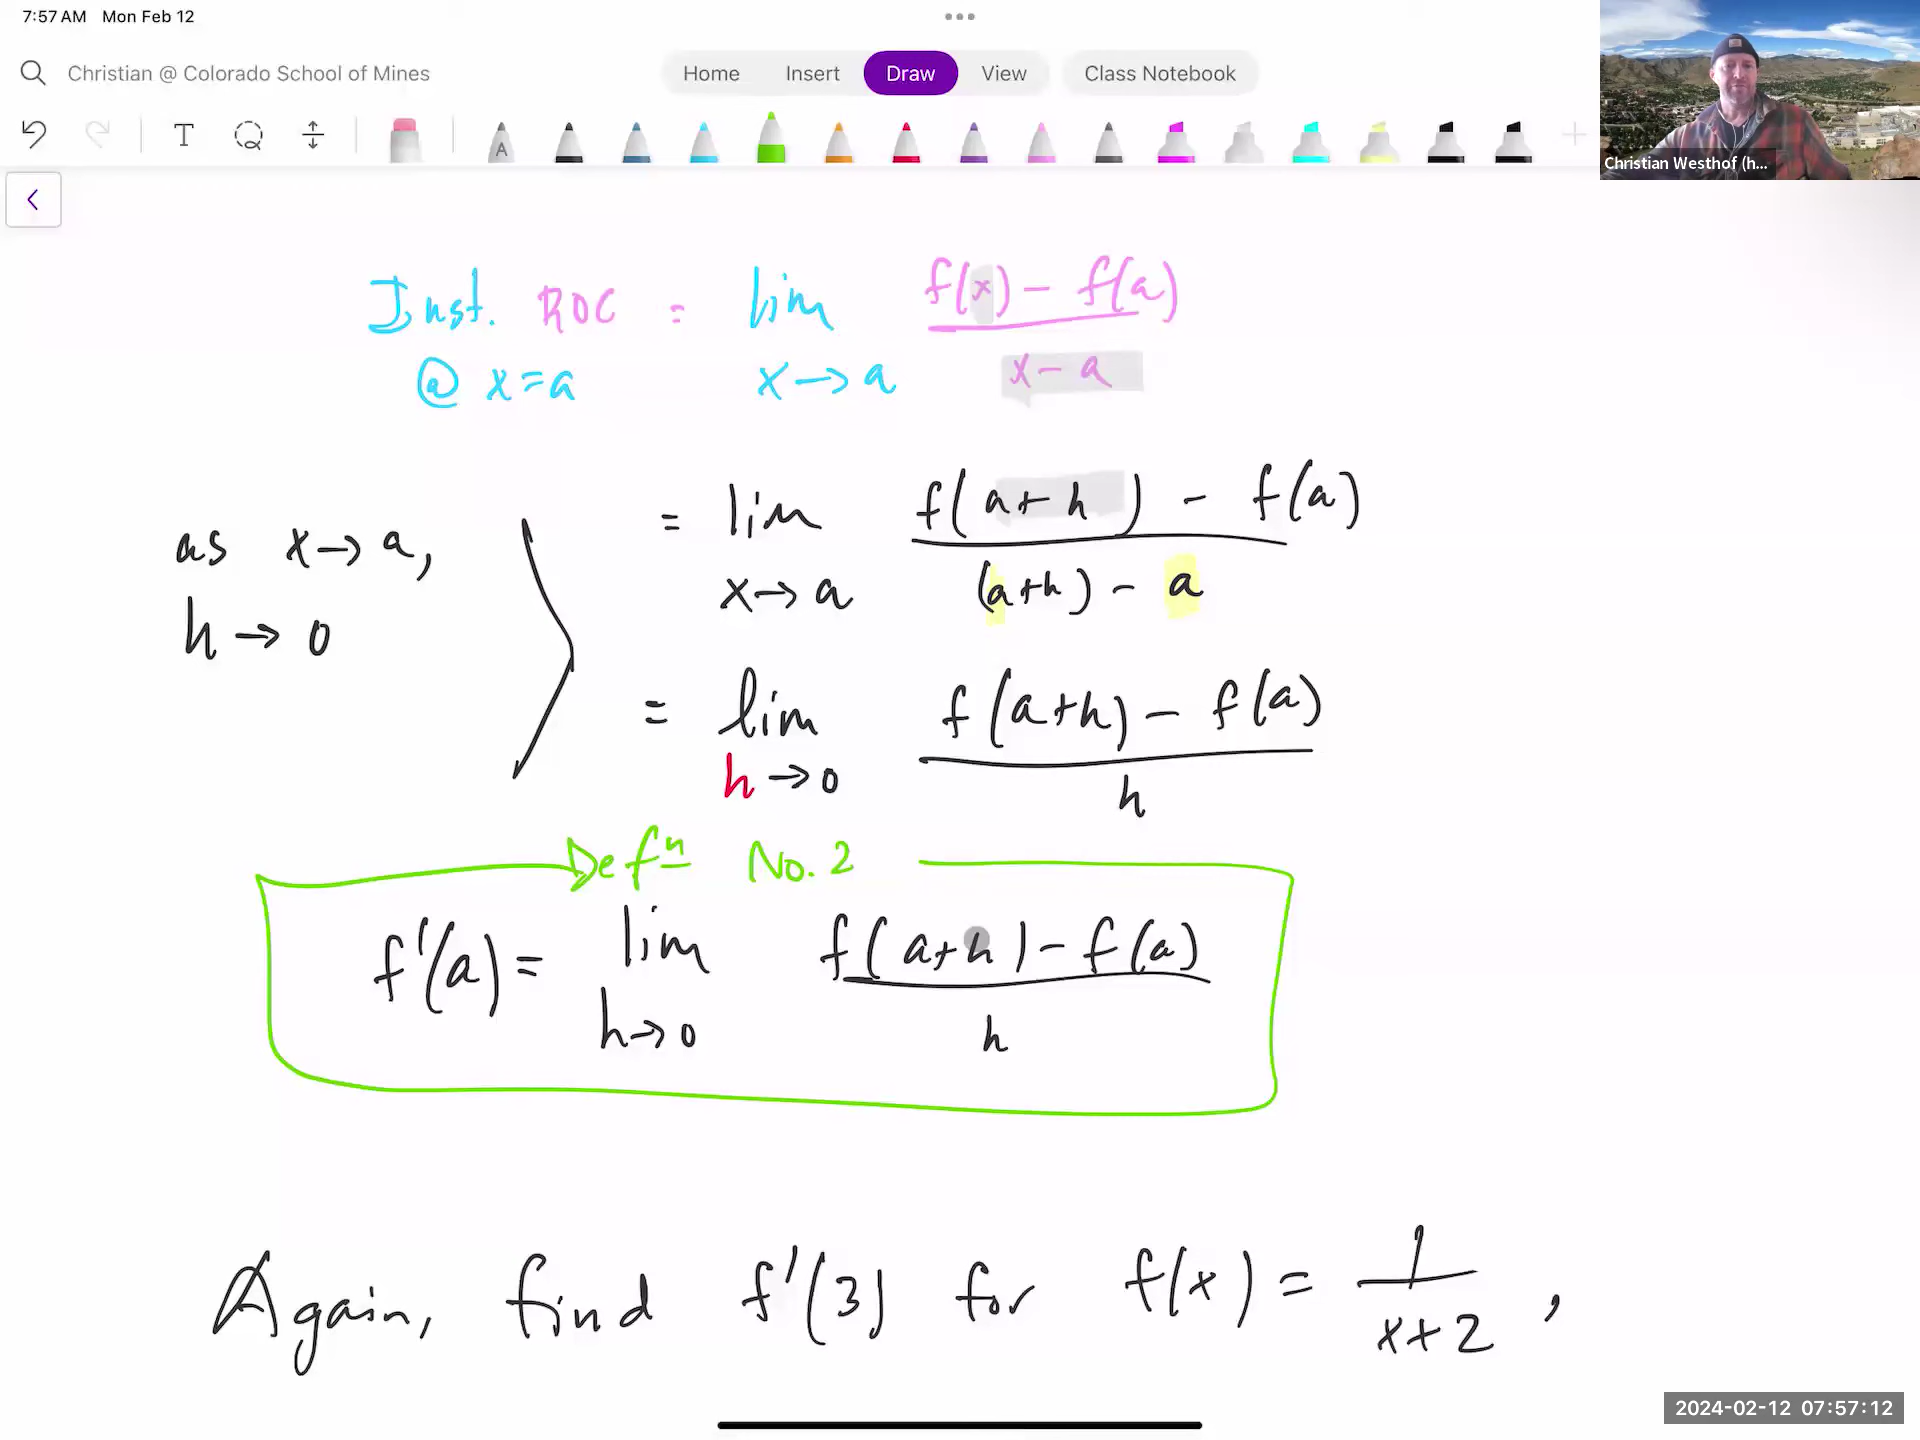 7:57 AM Mon Feb 12
Christian @ Colorado School of Mines
Home Insert Draw View Class Notebook
T
A
Christian Westhof (h...
Inst. ROC = lim f(x) - f(a)
@ x=a x→a x - a
= lim f(a+h) - f(a)
as x→a, x→a (a+h) - a
h→0
= lim f(a+h) - f(a)
h→0 h
Defn No. 2
f'(a) = lim f(a+h) - f(a)
h→0 h
Again, find f'(3) for f(x) = 1
x+2 ,
2024-02-12 07:57:12